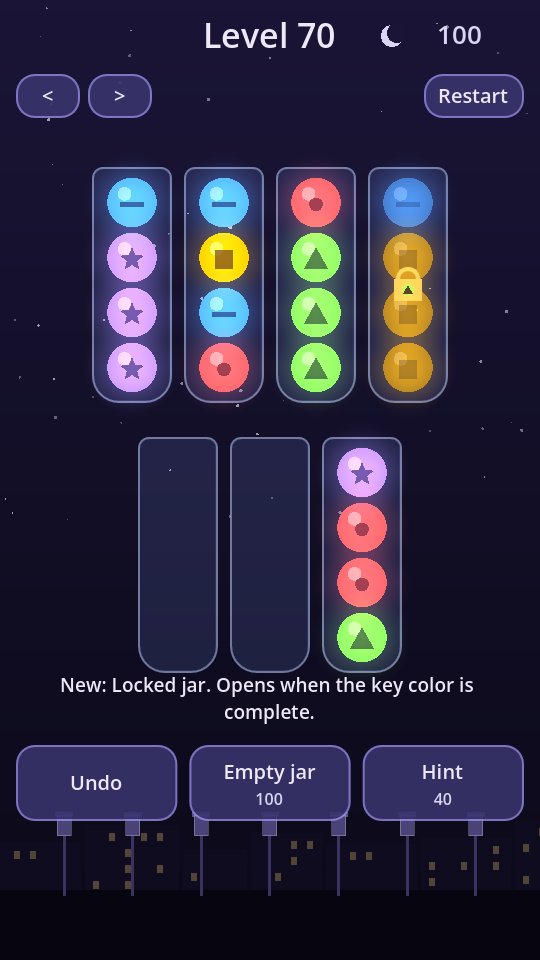 Level 70
100
<
>
Restart
New: Locked jar. Opens when the key color is
complete.
Undo
Empty jar
100
Hint
40